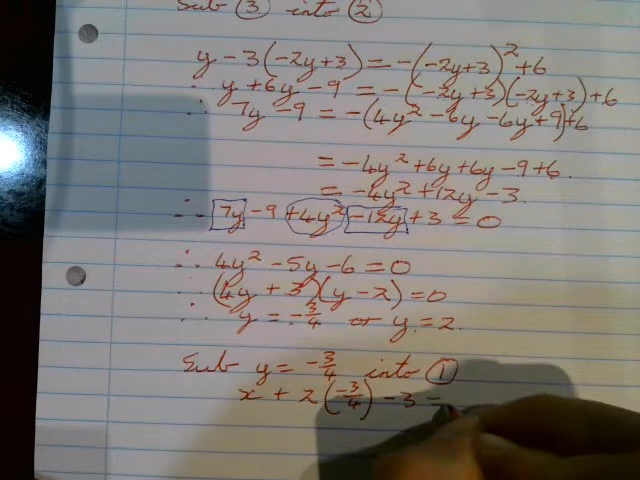 Sub ③ into ②
y - 3(-2y+3) = -(-2y+3)² + 6
∴ y + 6y - 9 = -(-2y+3)(-2y+3) + 6
∴ 7y - 9 = -(4y² - 6y - 6y + 9) + 6
= -4y² + 6y + 6y - 9 + 6.
= -4y² + 12y - 3.
∴ 7y - 9 + 4y² - 12y + 3 = 0
∴ 4y² - 5y - 6 = 0
∴ (4y + 3)(y - 2) = 0
∴ y = -3/4 or y = 2.
Sub y = -3/4 into ①
x + 2(-3/4) - 3 =